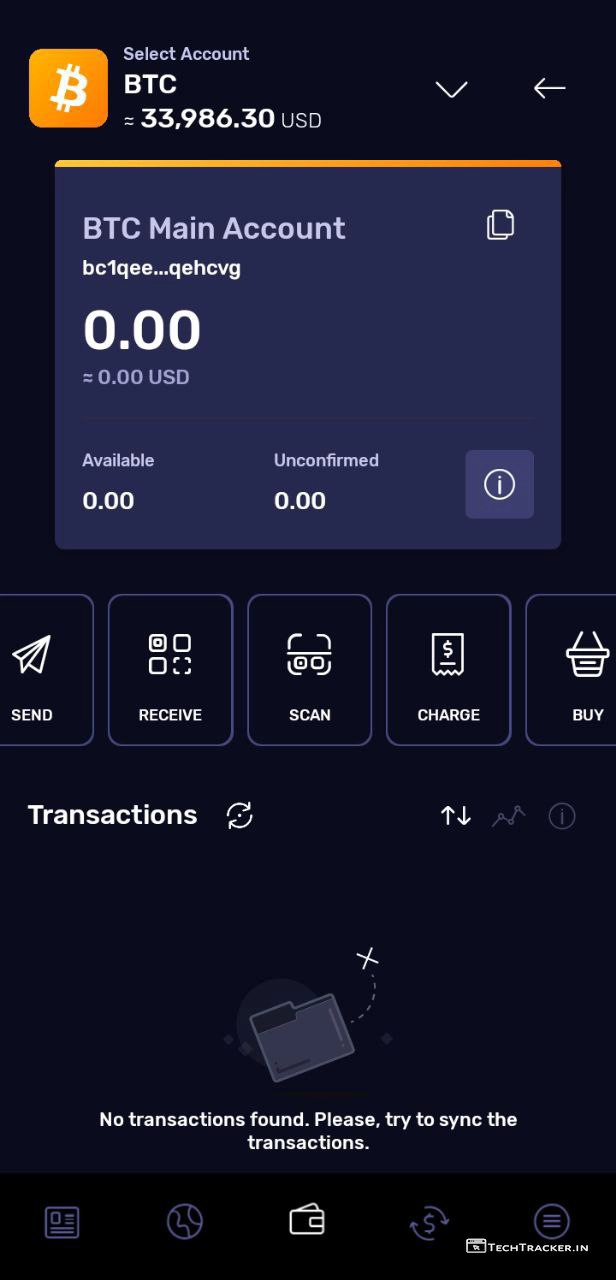 Select Account
BTC
≈ 33,986.30 USD
BTC Main Account
bc1qee...qehcvg
0.00
≈ 0.00 USD
Available
Unconfirmed
0.00
0.00
SEND
RECEIVE
SCAN
CHARGE
BUY
Transactions
No transactions found. Please, try to sync the
transactions.
TECHTRACKER.IN